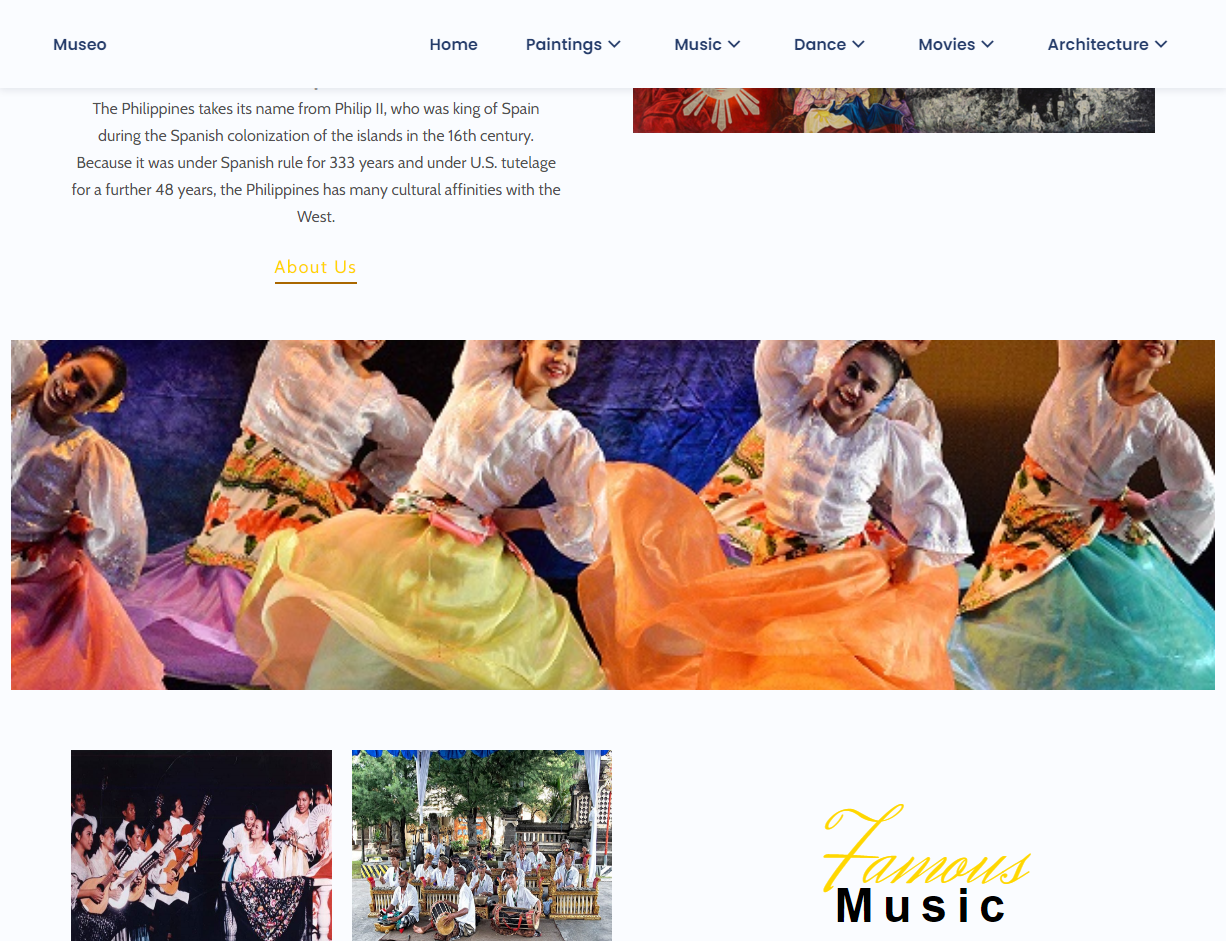 Museo
Home
Paintings
Music
Dance
Movies
Architecture
The Philippines takes its name from Philip II, who was king of Spain
during the Spanish colonization of the islands in the 16th century.
Because it was under Spanish rule for 333 years and under U.S. tutelage
for a further 48 years, the Philippines has many cultural affinities with the
West.
About Us
Famous
Music